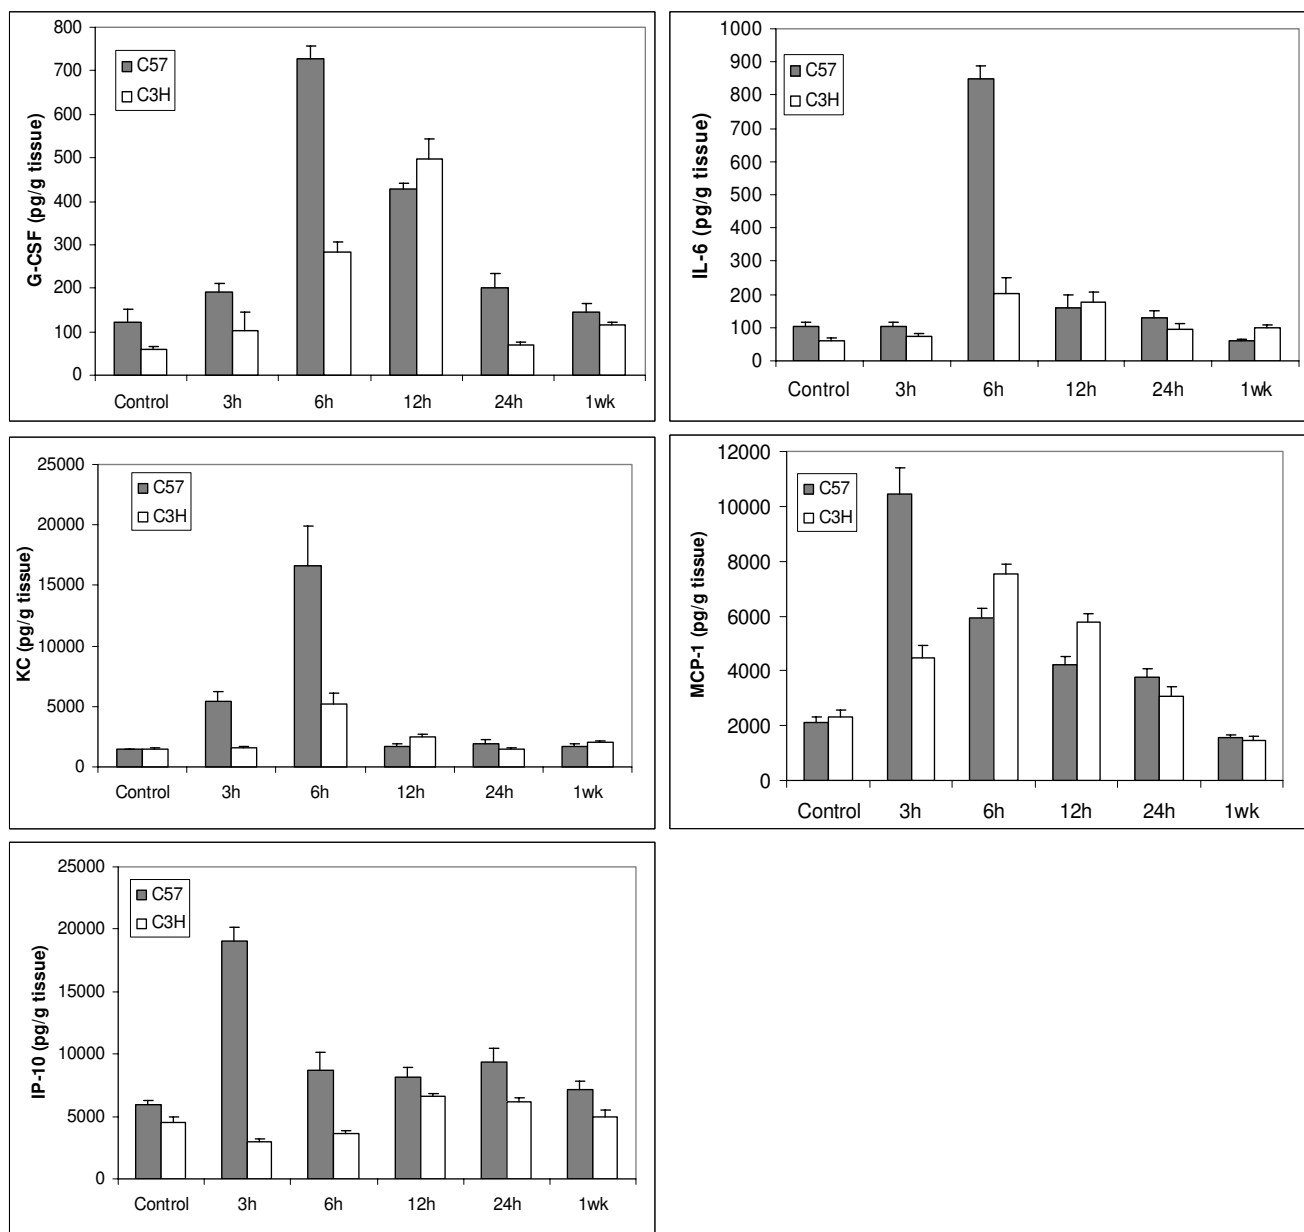 G-CSF (pg/g tissue)
800
700
600
500
400
300
200
100
0
C57
C3H
Control 3h 6h 12h 24h 1wk
IL-6 (pg/g tissue)
1000
900
800
700
600
500
400
300
200
100
0
C57
C3H
Control 3h 6h 12h 24h 1wk
KC (pg/g tissue)
25000
20000
15000
10000
5000
0
C57
C3H
Control 3h 6h 12h 24h 1wk
MCP-1 (pg/g tissue)
12000
10000
8000
6000
4000
2000
0
C57
C3H
Control 3h 6h 12h 24h 1wk
IP-10 (pg/g tissue)
25000
20000
15000
10000
5000
0
C57
C3H
Control 3h 6h 12h 24h 1wk